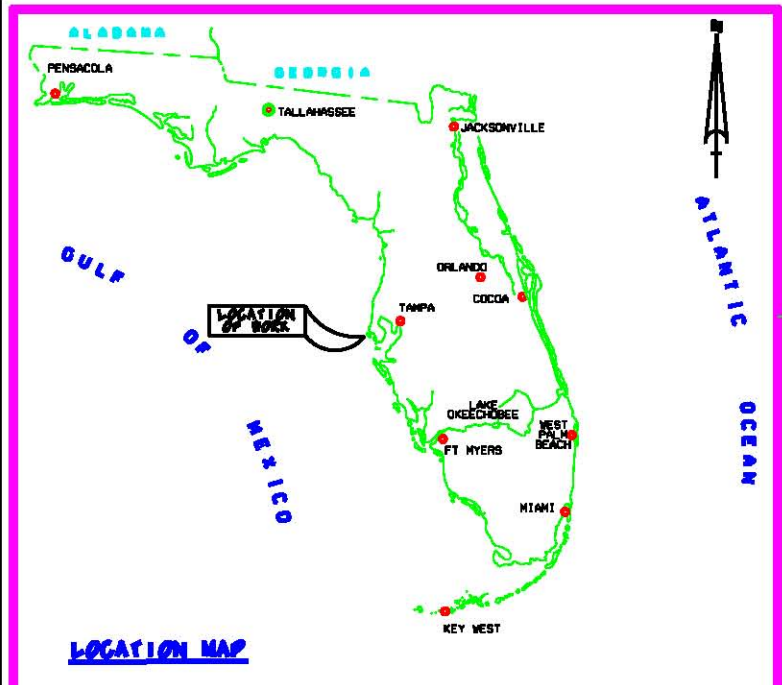 ALABAMA
N
PENSACOLA
GEORGIA
TALLAHASSEE
JACKSONVILLE
ATLANTIC
OCEAN
GULF
OF
MEXICO
ORLANDO
COCOA
TAMPA
LOCATION
OF WORK
LAKE
OKEECHOBEE
WEST
PALM
BEACH
FT MYERS
MIAMI
KEY WEST
LOCATION MAP